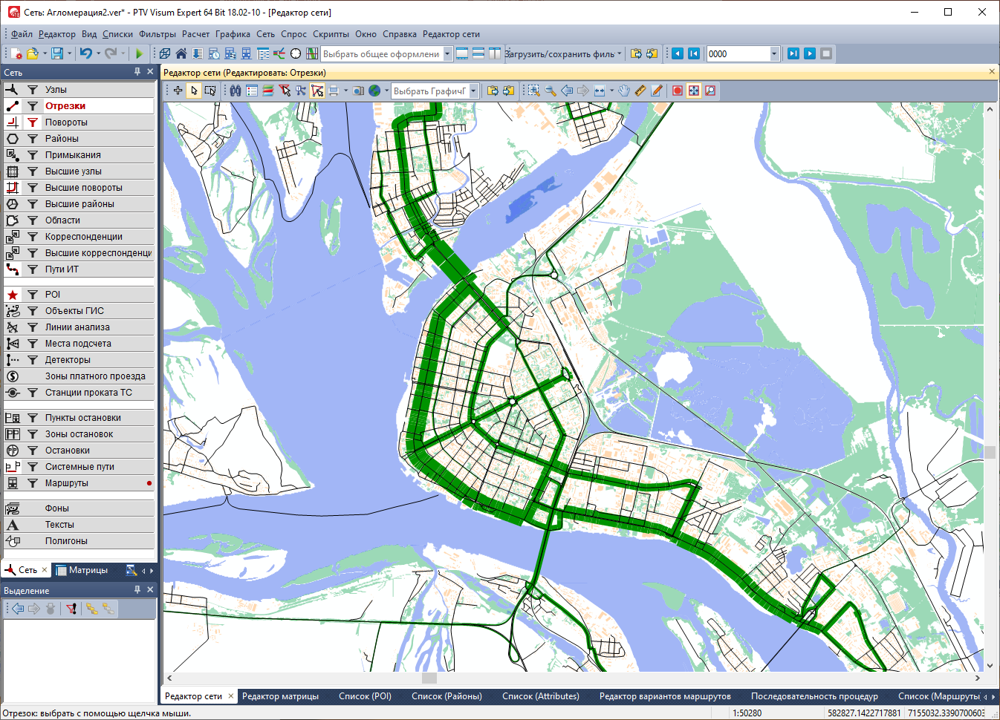 Сеть: Агломерация2.ver* - PTV Visum Expert 64 Bit 18.02-10 - [Редактор сети]
Файл Редактор Вид Списки Фильтры Расчет Графика Сеть Спрос Скрипты Окно Справка Редактор сети
Выбрать общее оформлени
Загрузить/сохранить филь
0000
Сеть
Редактор сети (Редактировать: Отрезки)
Выбрать ГрафичГ
Узлы
Отрезки
Повороты
Районы
Примыкания
Высшие узлы
Высшие повороты
Высшие районы
Области
Корреспонденции
Высшие корреспонденци
Пути ИТ
POI
Объекты ГИС
Линии анализа
Места подсчета
Детекторы
Зоны платного проезда
Станции проката ТС
Пункты остановки
Зоны остановок
Остановки
Системные пути
Маршруты
Фоны
Тексты
Полигоны
Сеть Матрицы
Выделение
Редактор сети Редактор матрицы Список (POI) Список (Районы) Список (Attributes) Редактор вариантов маршрутов Последовательность процедур Список (Маршруты
Отрезок: выбрать с помощью щелчка мыши.
1:50280
582827.1422717881
7155032.3390700603